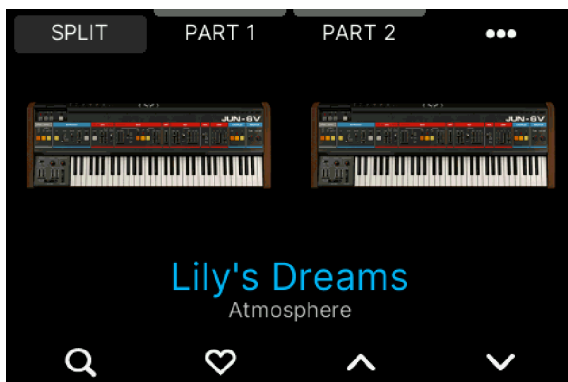 SPLIT PART 1 PART 2
JUN-6V JUN-6V
Lily's Dreams
Atmosphere